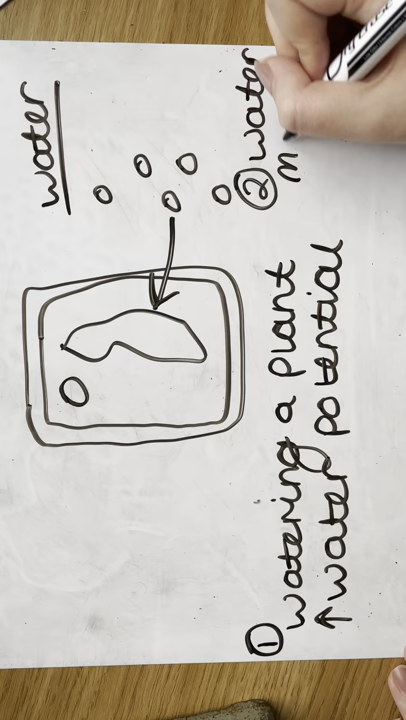 water
① watering a plant
↑ water potential
② water
m